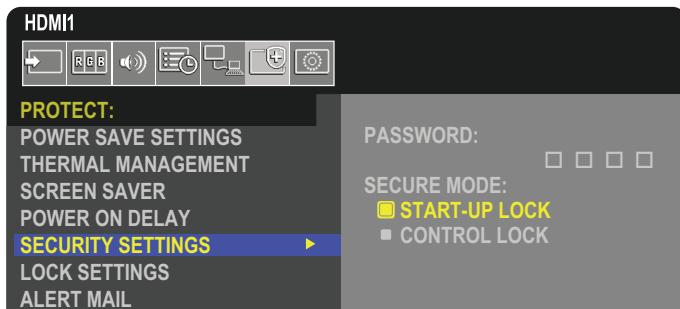 HDMI1
RGB
PROTECT:
POWER SAVE SETTINGS
THERMAL MANAGEMENT
SCREEN SAVER
POWER ON DELAY
SECURITY SETTINGS
LOCK SETTINGS
ALERT MAIL
PASSWORD:
SECURE MODE:
START-UP LOCK
CONTROL LOCK